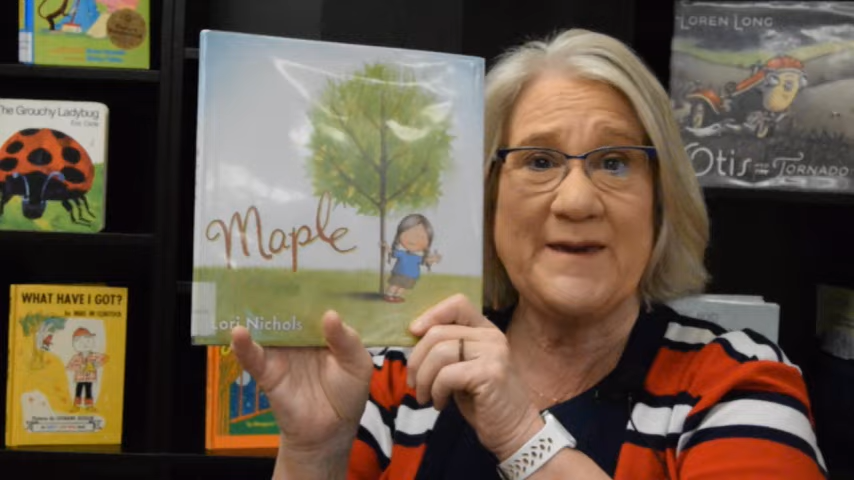 The Grouchy Ladybug
Eric Carle
WHAT HAVE I GOT?
Maple
Lori Nichols
LOREN LONG
Otis AND THE TORNADO